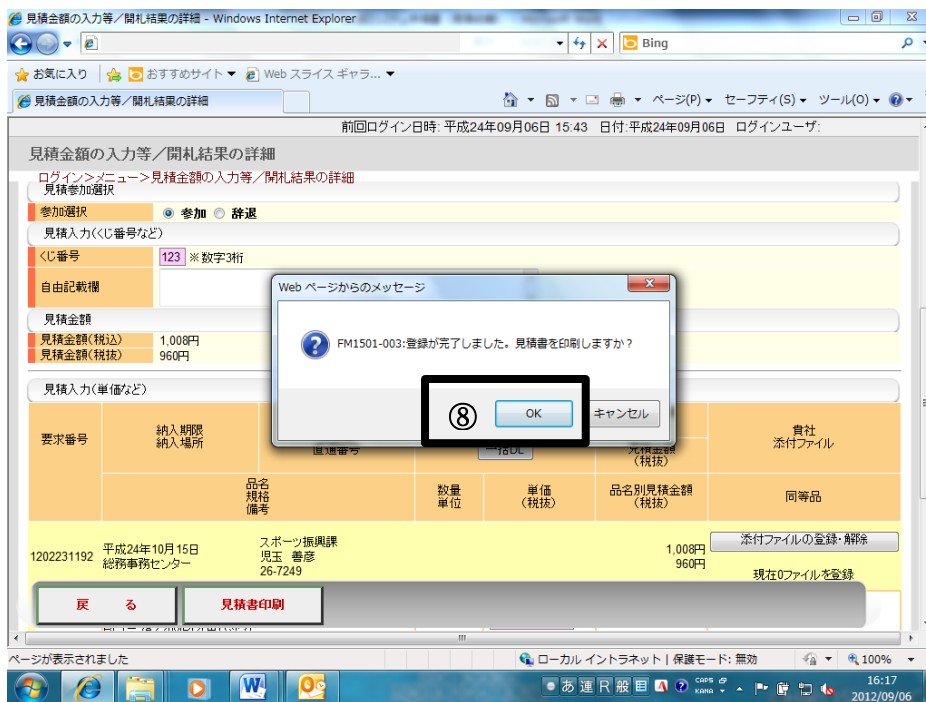 見積金額の入力等／開札結果の詳細 - Windows Internet Explorer
Bing
お気に入り おすすめサイト ▼ Web スライス ギャラ... ▼
見積金額の入力等／開札結果の詳細
ページ(P) ▼ セーフティ(S) ▼ ツール(O) ▼
前回ログイン日時: 平成24年09月06日 15:43 日付:平成24年09月06日 ログインユーザ:
見積金額の入力等／開札結果の詳細
ログイン>メニュー>見積金額の入力等／開札結果の詳細
見積参加選択
参加選択 参加 辞退
見積入力(くじ番号など)
くじ番号 123 ※数字3桁
自由記載欄
Web ページからのメッセージ
FM1501-003:登録が完了しました。見積書を印刷しますか？
⑧ OK キャンセル
見積金額
見積金額(税込) 1,008円
見積金額(税抜) 960円
見積入力(単価など)
要求番号
納入期限
納入場所
直通番号
一括DL
見積金額
(税抜)
貴社
添付ファイル
品名
規格
備考
数量
単位
単価
(税抜)
品名別見積金額
(税抜)
同等品
1202231192
平成24年10月15日
総務事務センター
スポーツ振興課
児玉 善彦
26-7249
1,008円
960円
添付ファイルの登録･解除
現在0ファイルを登録
戻 る 見積書印刷
ページが表示されました ローカル イントラネット | 保護モード: 無効 100% ▼
あ 連 R 般 CAPS KANA
16:17
2012/09/06